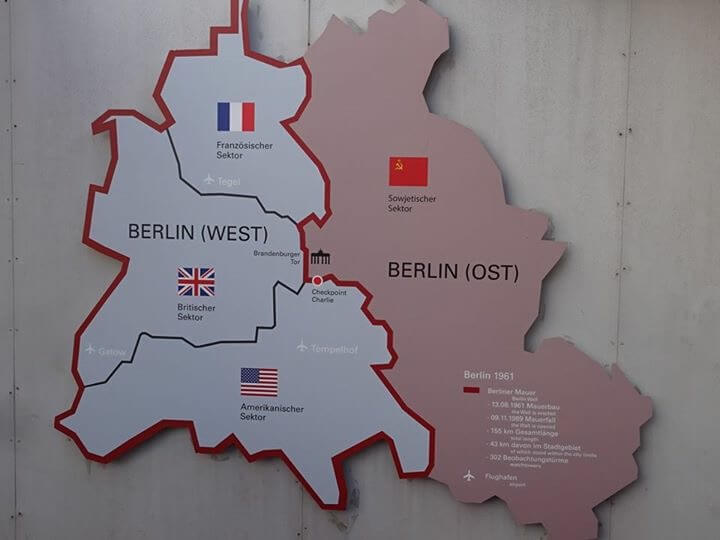 Französischer
Sektor
Tegel
Sowjetischer
Sektor
BERLIN (WEST)
Brandenburger
Tor
BERLIN (OST)
Checkpoint
Charlie
Britischer
Sektor
Gatow
Tempelhof
Amerikanischer
Sektor
Berlin 1961
Berliner Mauer
Berlin Wall
- 13.08.1961 Mauerbau
the Wall is erected
- 09.11.1989 Mauerfall
the Wall is opened
- 155 km Gesamtlänge
total length
- 43 km davon im Stadtgebiet
of which stood within the city limits
- 302 Beobachtungstürme
watchtowers
Flughafen
airport